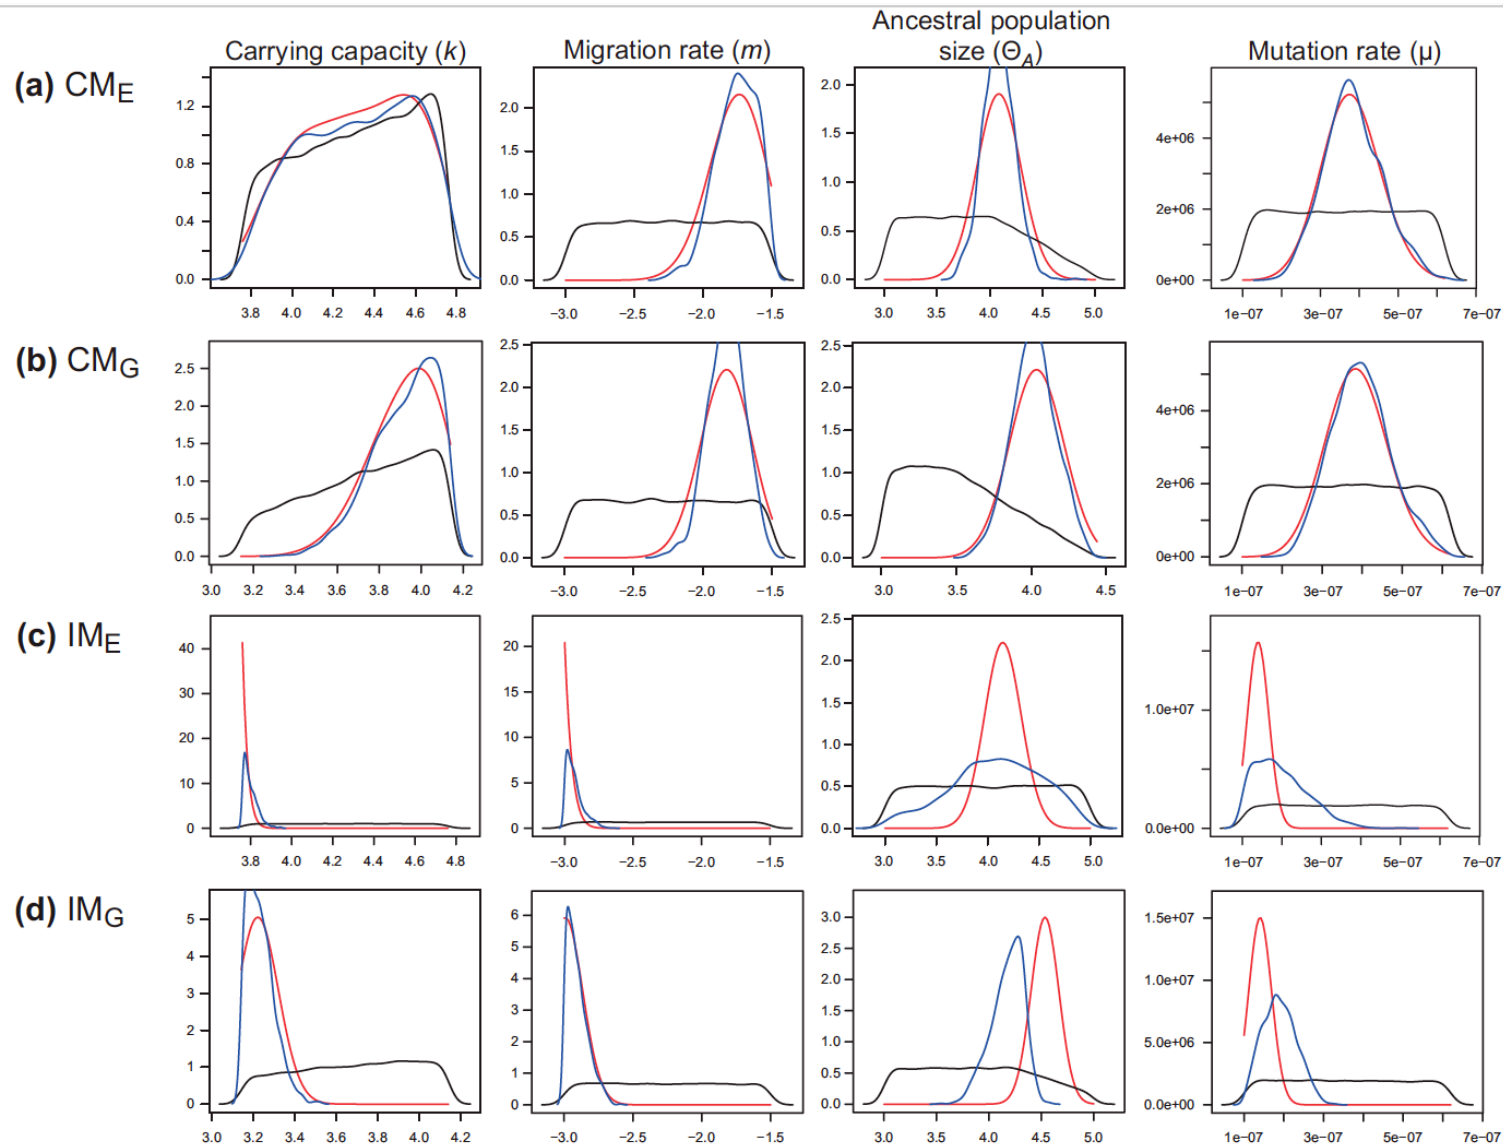 Carrying capacity (k)
Migration rate (m)
Ancestral population
size (Θ_A)
Mutation rate (μ)
(a) CM_E
1.2
0.8
0.4
0.0
3.8 4.0 4.2 4.4 4.6 4.8
2.0
1.5
1.0
0.5
0.0
−3.0 −2.5 −2.0 −1.5
2.0
1.5
1.0
0.5
0.0
3.0 3.5 4.0 4.5 5.0
4e+06
2e+06
0e+00
1e−07 3e−07 5e−07 7e−07
(b) CM_G
2.5
2.0
1.5
1.0
0.5
0.0
3.0 3.2 3.4 3.6 3.8 4.0 4.2
2.5
2.0
1.5
1.0
0.5
0.0
−3.0 −2.5 −2.0 −1.5
2.5
2.0
1.5
1.0
0.5
0.0
3.0 3.5 4.0 4.5
4e+06
2e+06
0e+00
1e−07 3e−07 5e−07 7e−07
(c) IM_E
40
30
20
10
0
3.8 4.0 4.2 4.4 4.6 4.8
20
15
10
5
0
−3.0 −2.5 −2.0 −1.5
2.5
2.0
1.5
1.0
0.5
0.0
3.0 3.5 4.0 4.5 5.0
1.0e+07
0.0e+00
1e−07 3e−07 5e−07 7e−07
(d) IM_G
5
4
3
2
1
0
3.0 3.2 3.4 3.6 3.8 4.0 4.2
6
5
4
3
2
1
0
−3.0 −2.5 −2.0 −1.5
3.0
2.5
2.0
1.5
1.0
0.5
0.0
3.0 3.5 4.0 4.5 5.0
1.5e+07
1.0e+07
5.0e+06
0.0e+00
1e−07 3e−07 5e−07 7e−07